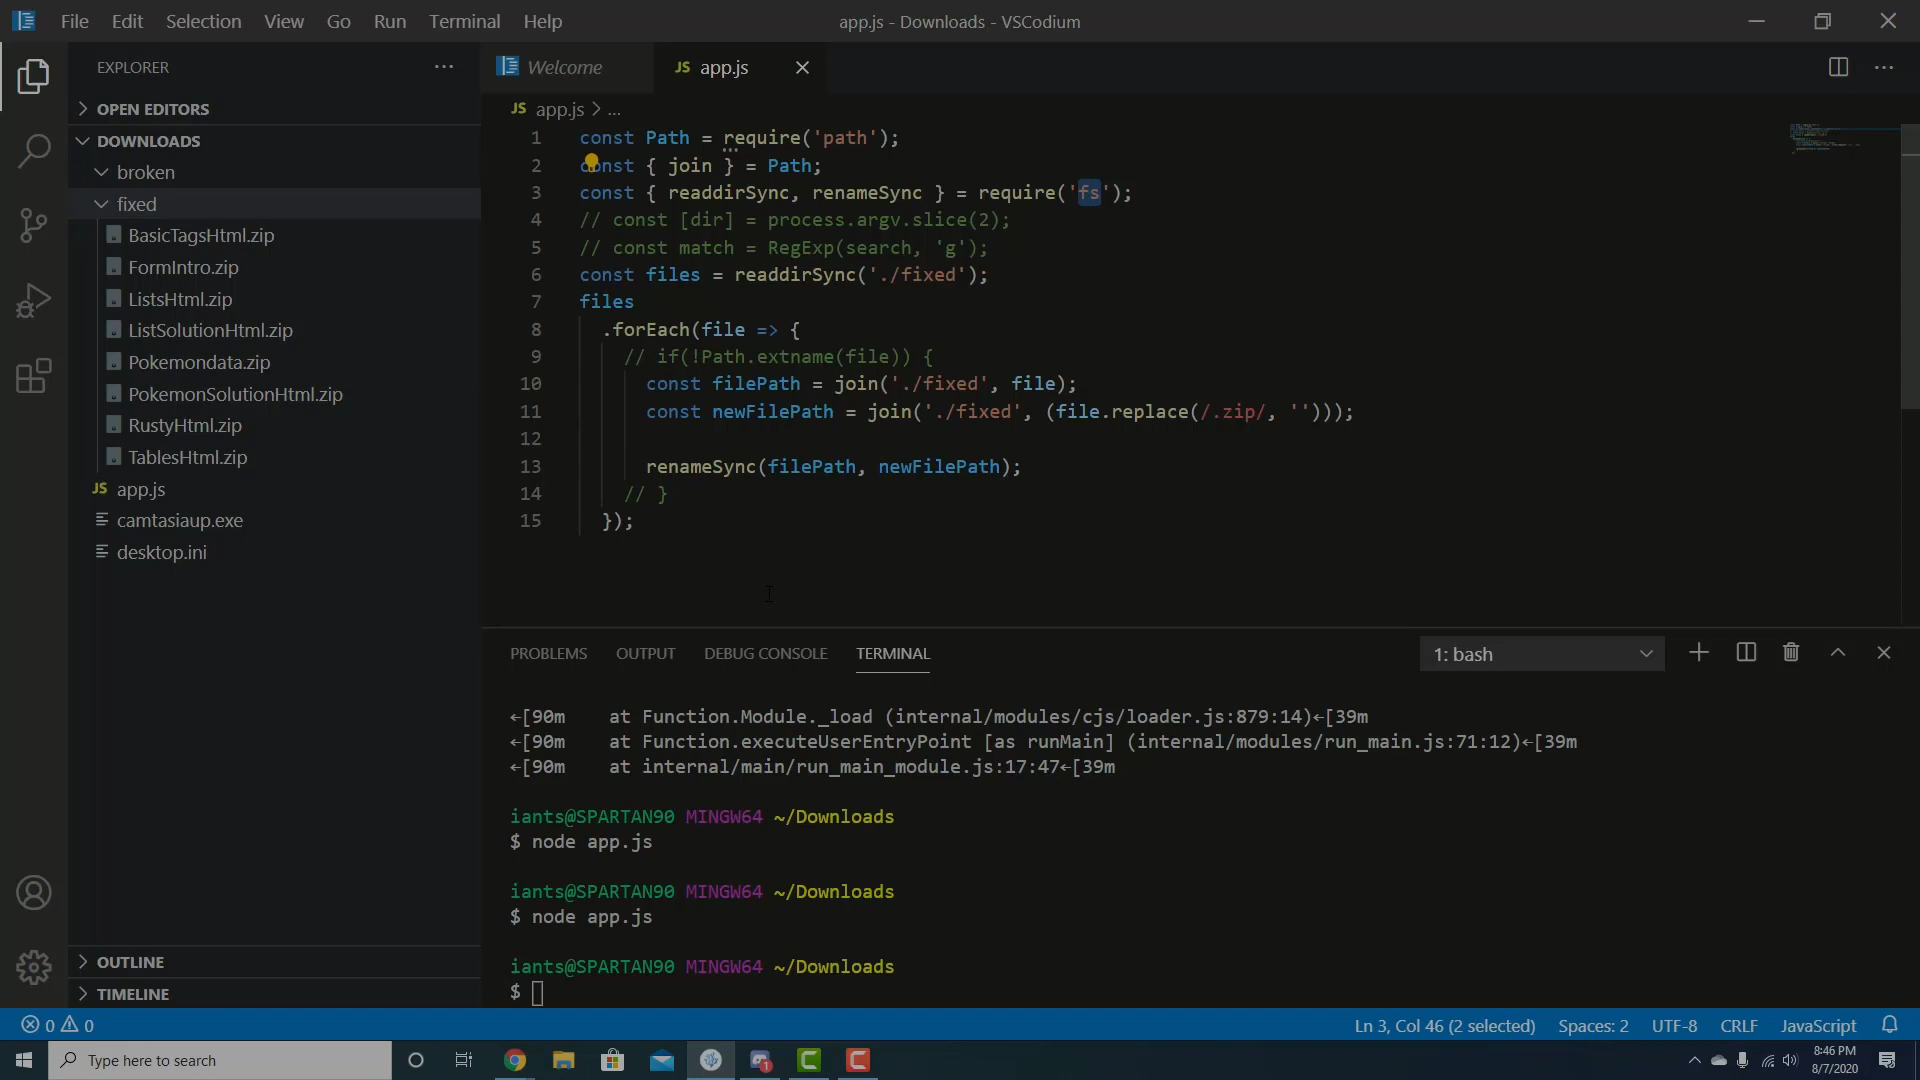 File Edit Selection View Go Run Terminal Help
app.js - Downloads - VSCodium
EXPLORER
OPEN EDITORS
DOWNLOADS
broken
fixed
BasicTagsHtml.zip
FormIntro.zip
ListsHtml.zip
ListSolutionHtml.zip
Pokemondata.zip
PokemonSolutionHtml.zip
RustyHtml.zip
TablesHtml.zip
JS app.js
camtasiaup.exe
desktop.ini
OUTLINE
TIMELINE
Welcome
JS app.js
JS app.js > ...
1 const Path = require('path');
2 const { join } = Path;
3 const { readdirSync, renameSync } = require('fs');
4 // const [dir] = process.argv.slice(2);
5 // const match = RegExp(search, 'g');
6 const files = readdirSync('./fixed');
7 files
8 .forEach(file => {
9 // if(!Path.extname(file)) {
10 const filePath = join('./fixed', file);
11 const newFilePath = join('./fixed', (file.replace(/.zip/, '')));
12
13 renameSync(filePath, newFilePath);
14 // }
15 });
PROBLEMS OUTPUT DEBUG CONSOLE TERMINAL
1: bash
←[90m    at Function.Module._load (internal/modules/cjs/loader.js:879:14)←[39m
←[90m    at Function.executeUserEntryPoint [as runMain] (internal/modules/run_main.js:71:12)←[39m
←[90m    at internal/main/run_main_module.js:17:47←[39m
iants@SPARTAN90 MINGW64 ~/Downloads
$ node app.js
iants@SPARTAN90 MINGW64 ~/Downloads
$ node app.js
iants@SPARTAN90 MINGW64 ~/Downloads
$
0 0
Ln 3, Col 46 (2 selected) Spaces: 2 UTF-8 CRLF JavaScript
Type here to search
1
8:46 PM
8/7/2020